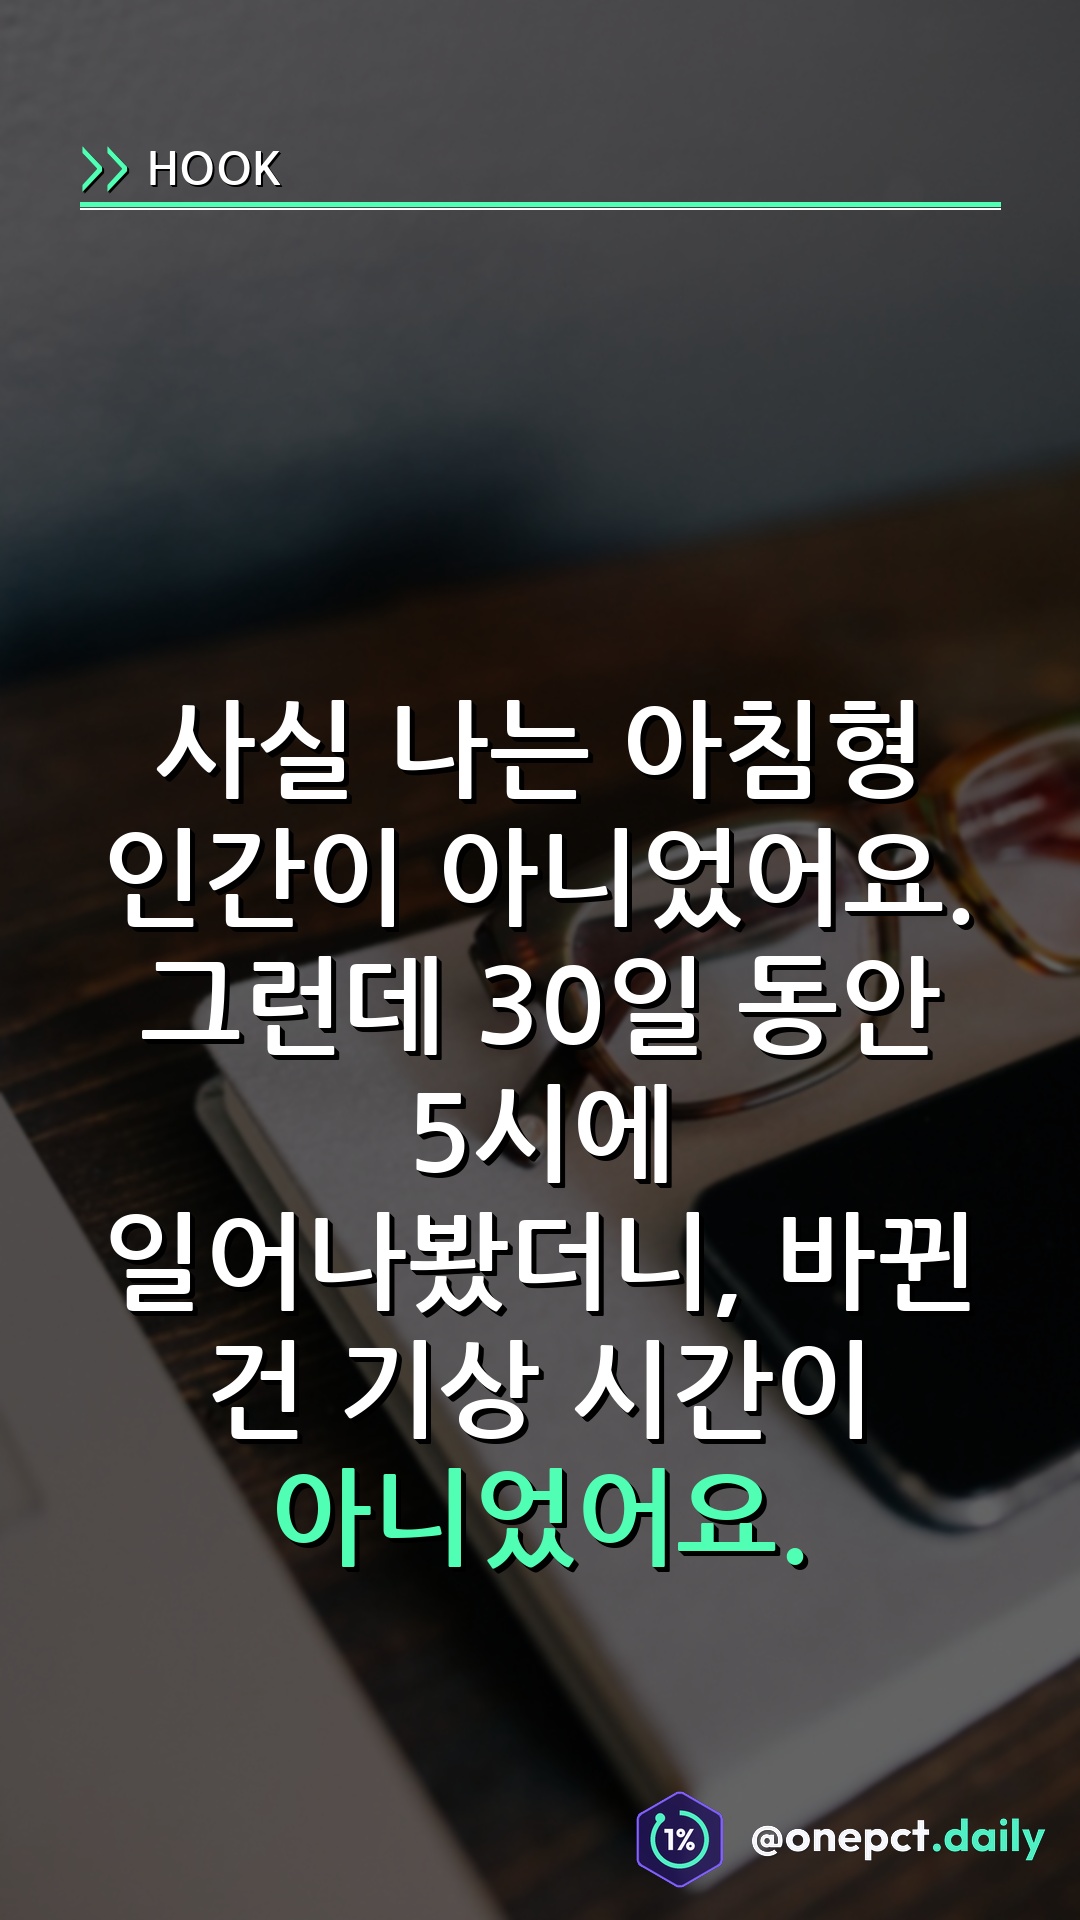 HOOK
사실 나는 아침형
인간이 아니었어요.
그런데 30일 동안
5시에
일어나봤더니, 바뀐
건 기상 시간이
아니었어요.
1% @onepct.daily